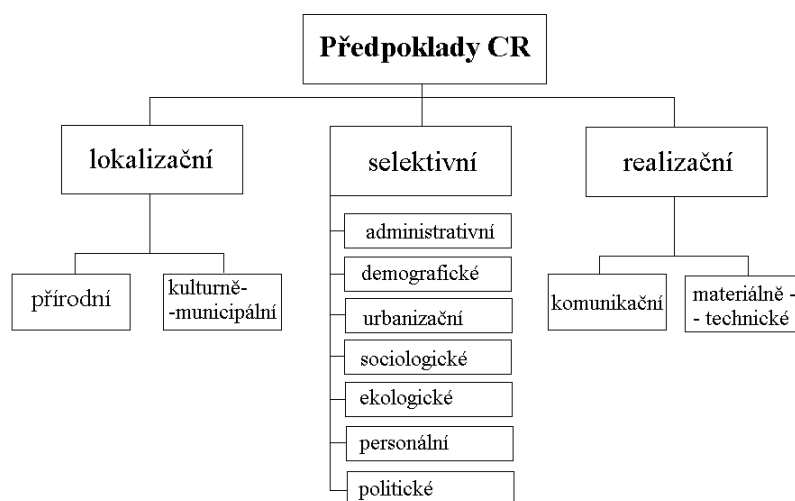 Předpoklady CR
lokalizační
selektivní
realizační
přírodní
kulturně-
-municipální
administrativní
demografické
urbanizační
sociologické
ekologické
personální
politické
komunikační
materiálně -
- technické